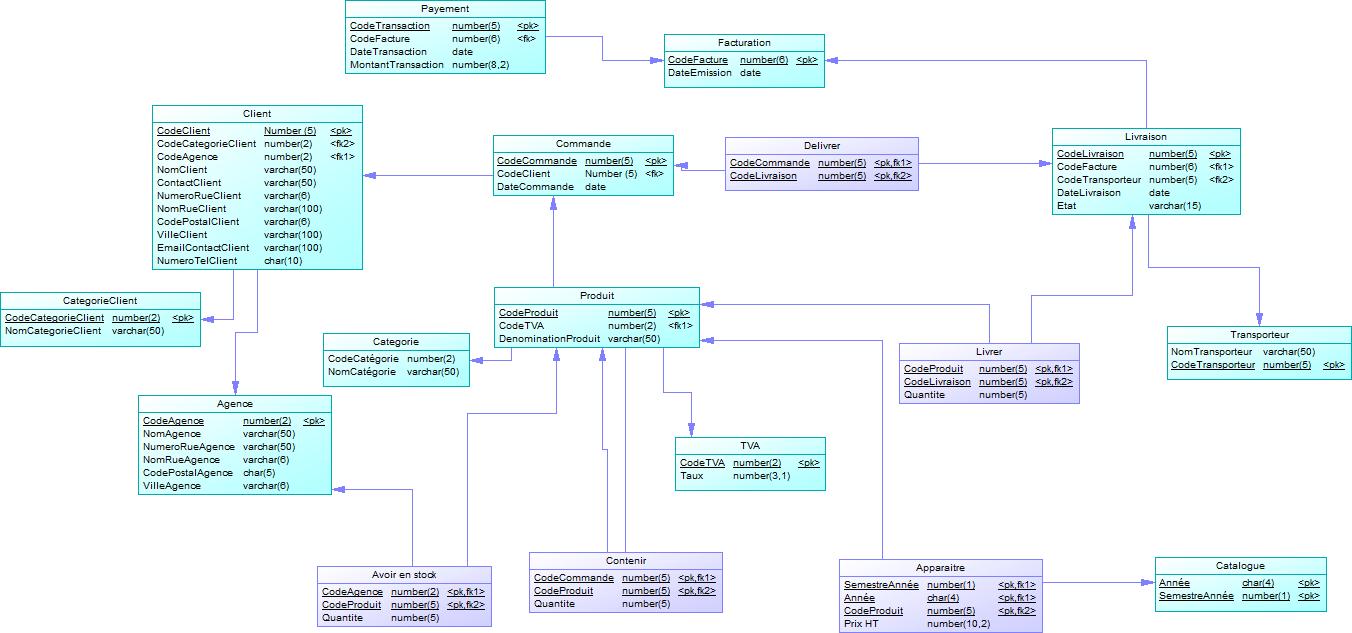 Payement
CodeTransaction number(5) <pk>
CodeFacture number(6) <fk>
DateTransaction date
MontantTransaction number(8,2)
Facturation
CodeFacture number(6) <pk>
DateEmission date
Client
CodeClient Number (5) <pk>
CodeCategorieClient number(2) <fk2>
CodeAgence number(2) <fk1>
NomClient varchar(50)
ContactClient varchar(50)
NumeroRueClient varchar(6)
NomRueClient varchar(100)
CodePostalClient varchar(6)
VilleClient varchar(100)
EmailContactClient varchar(100)
NumeroTelClient char(10)
Commande
CodeCommande number(5) <pk>
CodeClient Number (5) <fk>
DateCommande date
Delivrer
CodeCommande number(5) <pk,fk1>
CodeLivraison number(5) <pk,fk2>
Livraison
CodeLivraison number(5) <pk>
CodeFacture number(6) <fk1>
CodeTransporteur number(5) <fk2>
DateLivraison date
Etat varchar(15)
CategorieClient
CodeCategorieClient number(2) <pk>
NomCategorieClient varchar(50)
Produit
CodeProduit number(5) <pk>
CodeTVA number(2) <fk1>
DenominationProduit varchar(50)
Categorie
CodeCatégorie number(2)
NomCatégorie varchar(50)
Livrer
CodeProduit number(5) <pk,fk1>
CodeLivraison number(5) <pk,fk2>
Quantite number(5)
Transporteur
NomTransporteur varchar(50)
CodeTransporteur number(5) <pk>
Agence
CodeAgence number(2) <pk>
NomAgence varchar(50)
NumeroRueAgence varchar(50)
NomRueAgence varchar(6)
CodePostalAgence char(5)
VilleAgence varchar(6)
TVA
CodeTVA number(2) <pk>
Taux number(3,1)
Avoir en stock
CodeAgence number(2) <pk,fk1>
CodeProduit number(5) <pk,fk2>
Quantite number(5)
Contenir
CodeCommande number(5) <pk,fk1>
CodeProduit number(5) <pk,fk2>
Quantite number(5)
Apparaitre
SemestreAnnée number(1) <pk,fk1>
Année char(4) <pk,fk1>
CodeProduit number(5) <pk,fk2>
Prix HT number(10,2)
Catalogue
Année char(4) <pk>
SemestreAnnée number(1) <pk>